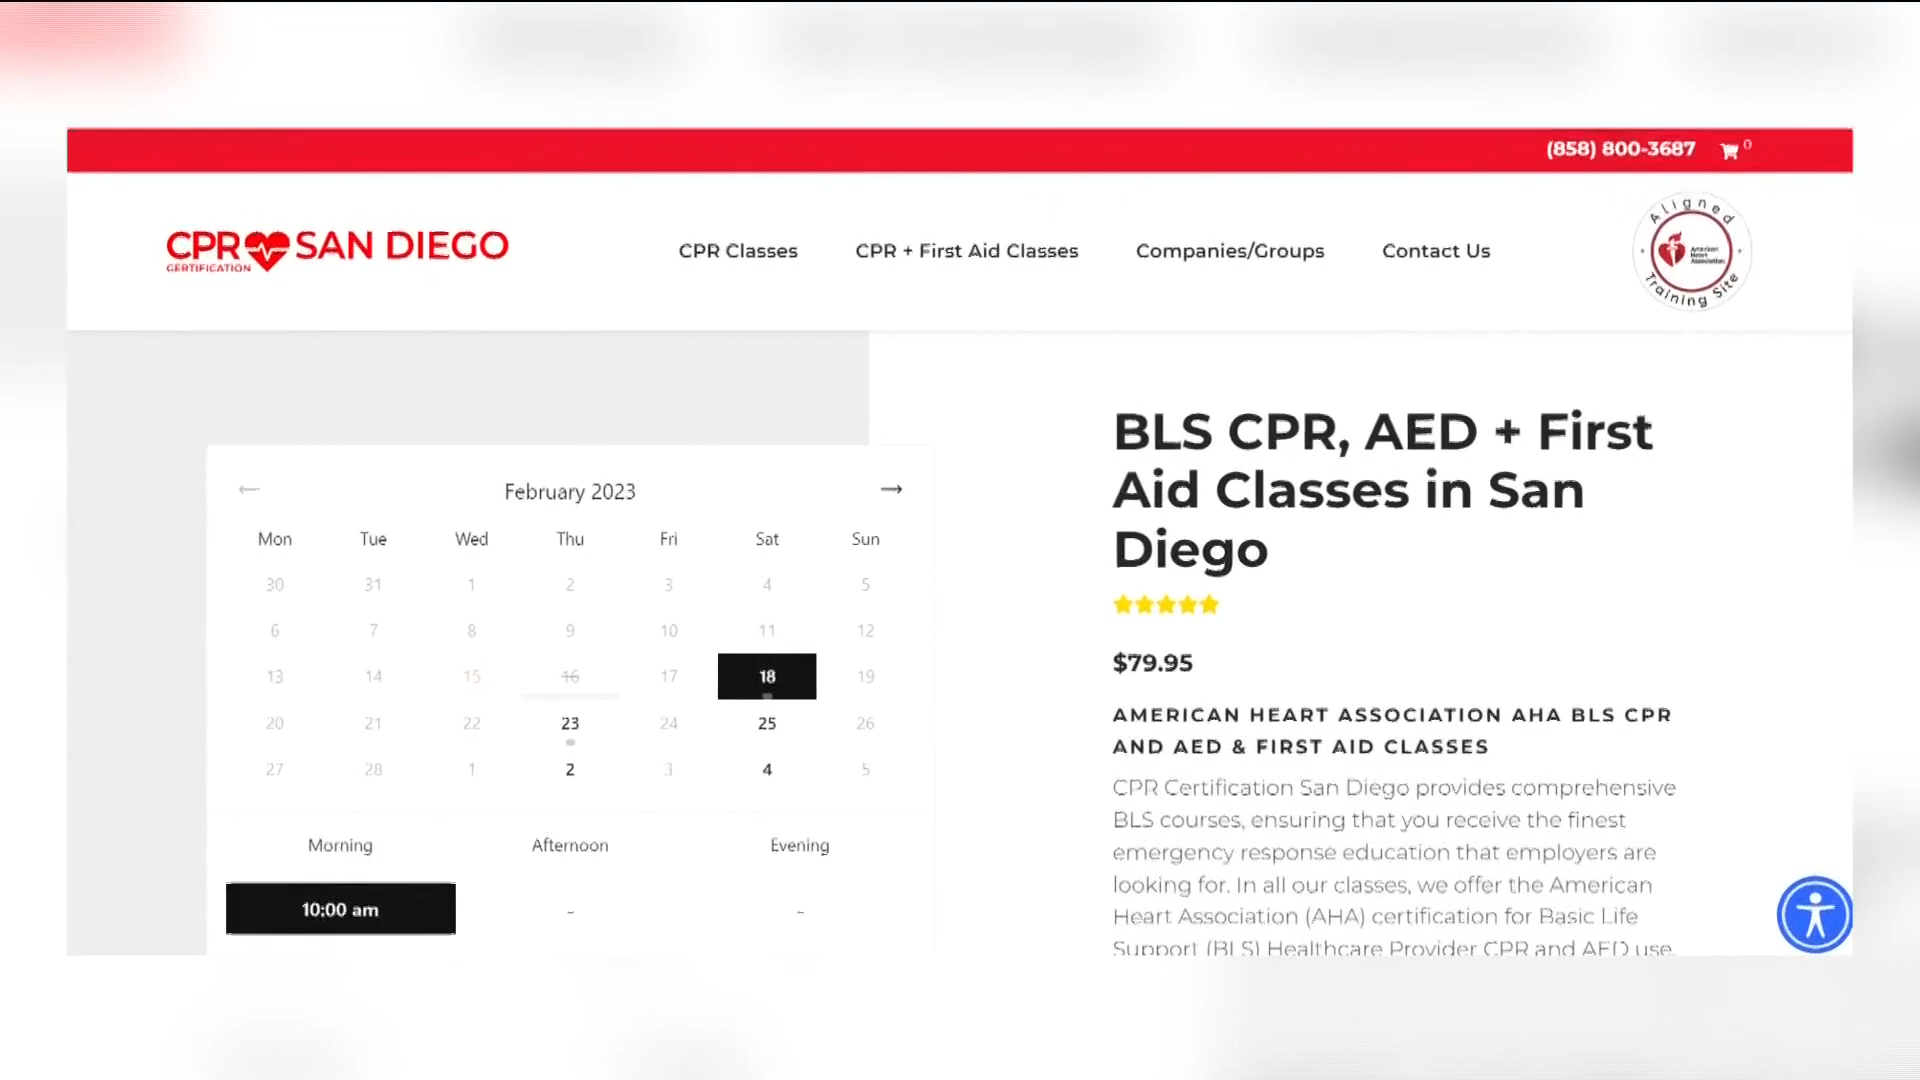 (858) 800-3687 0
CPR SAN DIEGO
CERTIFICATION
CPR Classes CPR + First Aid Classes Companies/Groups Contact Us
Aligned
American
Heart
Association.
Training Site
February 2023
Mon Tue Wed Thu Fri Sat Sun
30 31 1 2 3 4 5
6 7 8 9 10 11 12
13 14 15 16 17 18 19
20 21 22 23 24 25 26
27 28 1 2 3 4 5
Morning Afternoon Evening
10:00 am - -
BLS CPR, AED + First
Aid Classes in San
Diego
$79.95
AMERICAN HEART ASSOCIATION AHA BLS CPR
AND AED & FIRST AID CLASSES
CPR Certification San Diego provides comprehensive
BLS courses, ensuring that you receive the finest
emergency response education that employers are
looking for. In all our classes, we offer the American
Heart Association (AHA) certification for Basic Life
Support (BLS) Healthcare Provider CPR and AED use.